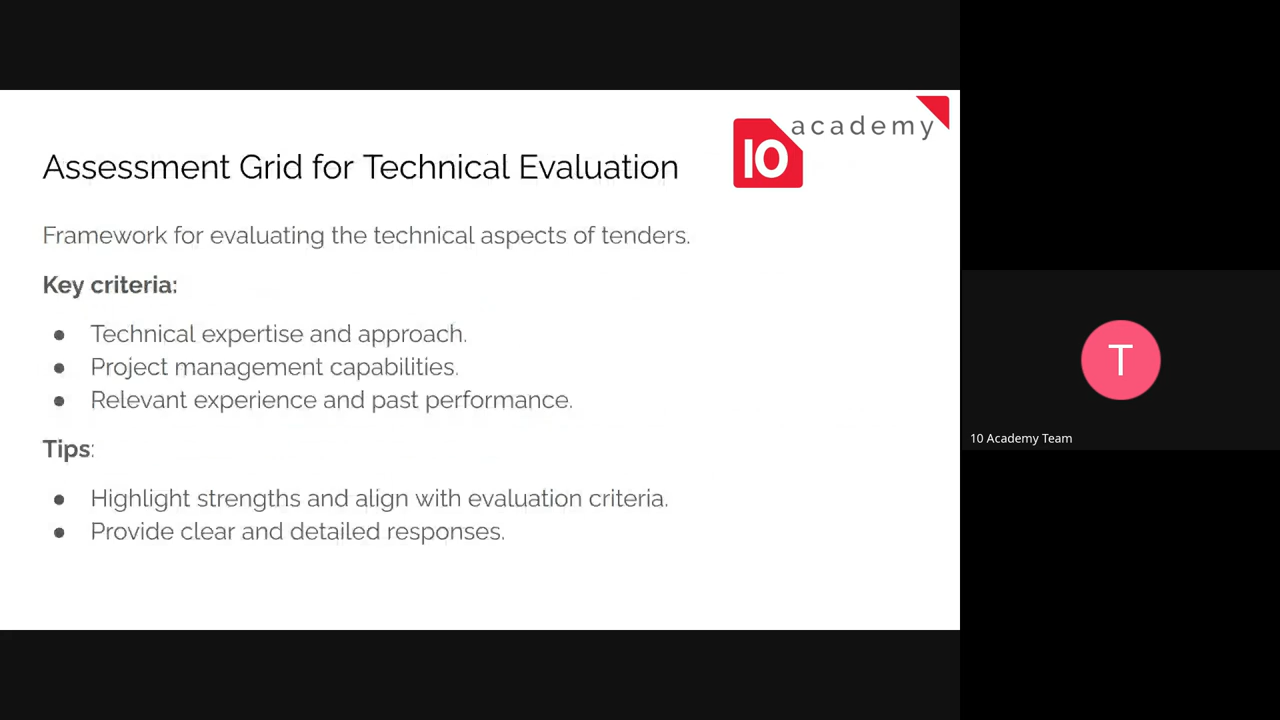 academy
10
Assessment Grid for Technical Evaluation
Framework for evaluating the technical aspects of tenders.
Key criteria:
● Technical expertise and approach.
● Project management capabilities.
● Relevant experience and past performance.
Tips:
● Highlight strengths and align with evaluation criteria.
● Provide clear and detailed responses.
T
10 Academy Team